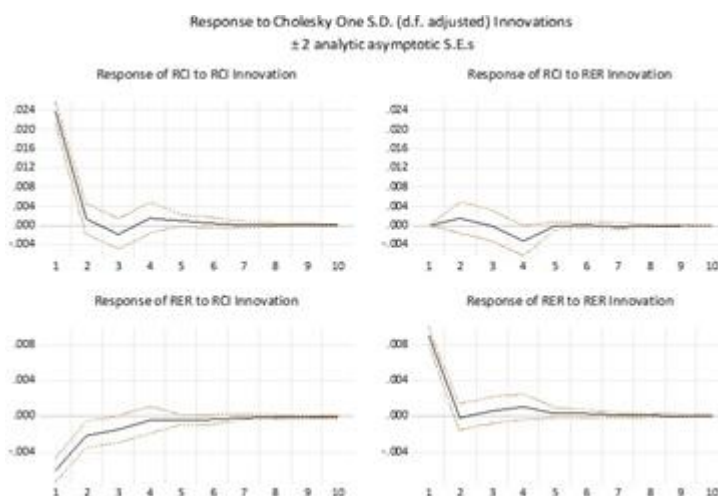 Response to Cholesky One S.D. (d.f. adjusted) Innovations
± 2 analytic asymptotic S.E.s
Response of RCI to RCI Innovation
.024
.020
.016
.012
.008
.004
.000
-.004
1 2 3 4 5 6 7 8 9 10
Response of RCI to RER Innovation
.024
.020
.016
.012
.008
.004
.000
-.004
1 2 3 4 5 6 7 8 9 10
Response of RER to RCI Innovation
.008
.004
.000
-.004
1 2 3 4 5 6 7 8 9 10
Response of RER to RER Innovation
.008
.004
.000
-.004
1 2 3 4 5 6 7 8 9 10